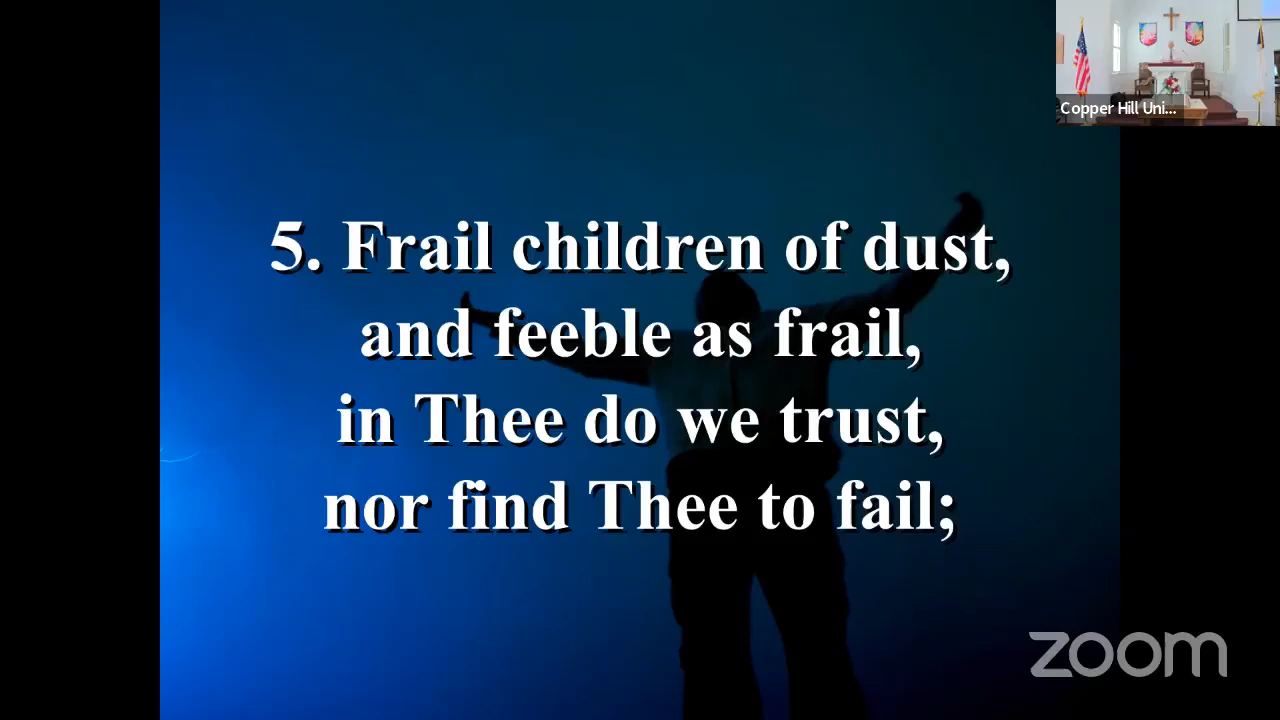 Copper Hill Uni...
5. Frail children of dust,
and feeble as frail,
in Thee do we trust,
nor find Thee to fail;
zoom